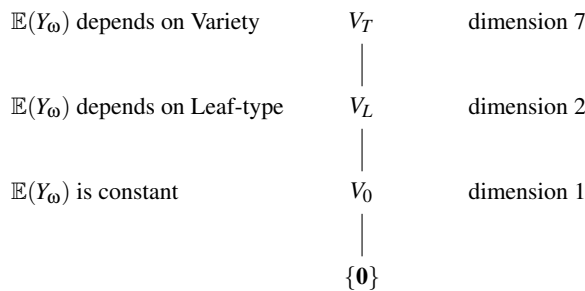 𝔼(Y_ω) depends on Variety V_T dimension 7
𝔼(Y_ω) depends on Leaf-type V_L dimension 2
𝔼(Y_ω) is constant V_0 dimension 1
{0}